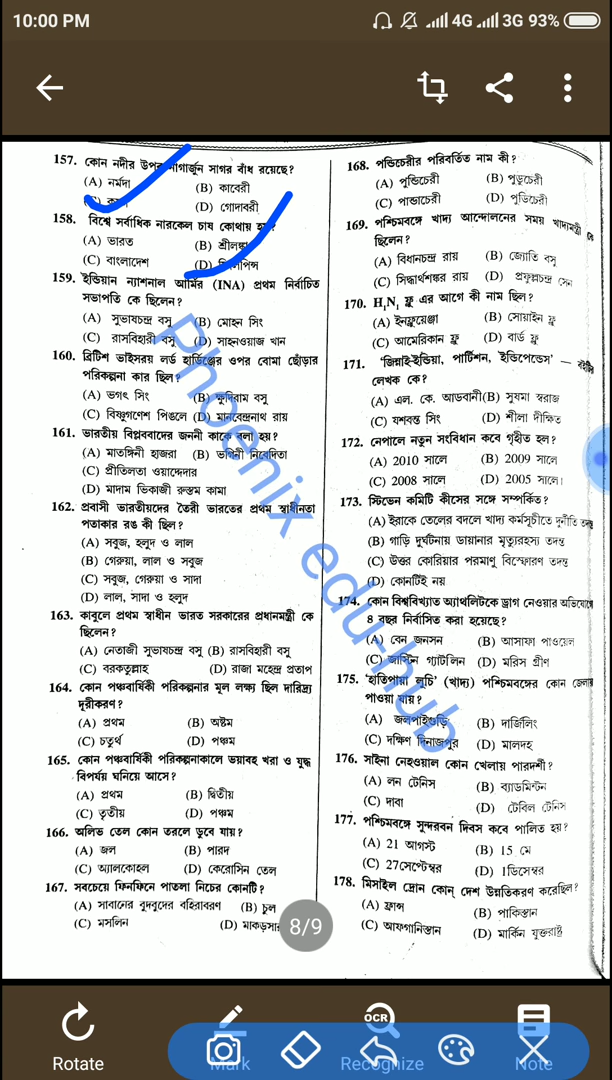 10:00 PM
4G 3G 93%
157. কোন নদীর উপর নাগার্জুন সাগর বাঁধ রয়েছে?
(A) নর্মদা (B) কাবেরী
(D) গোদাবরী
158. বিশ্বে সর্বাধিক নারকেল চাষ কোথায়
(A) ভারত (B) শ্রীলঙ্কা
(C) বাংলাদেশ (D)
159. ইন্ডিয়ান ন্যাশনাল আর্মির (INA) প্রথম নির্বাচিত
সভাপতি কে ছিলেন?
(A) সুভাষচন্দ্র বসু (B) মোহন সিং
(C) রাসবিহারী বসু (D) সাহনওয়াজ খান
160. ব্রিটিশ ভাইসরয় লর্ড হার্ডিঞ্জের ওপর বোমা ছোঁড়ার
পরিকল্পনা কার ছিল?
(A) ভগৎ সিং (B) ক্ষুদিরাম বসু
(C) বিষ্ণুগণেশ পিঙলে (D) মানবেন্দ্রনাথ রায়
161. ভারতীয় বিপ্লববাদের জননী কাকে বলা হয়?
(A) মাতঙ্গিনী হাজরা (B) ভগিনী নিবেদিতা
(C) প্রীতিলতা ওয়াদ্দেদার
(D) মাদাম ভিকাজী রুস্তম কামা
162. প্রবাসী ভারতীয়দের তৈরী ভারতের প্রথম স্বাধীনতা
পতাকার রঙ কী ছিল?
(A) সবুজ, হলুদ ও লাল
(B) গেরুয়া, লাল ও সবুজ
(C) সবুজ, গেরুয়া ও সাদা
(D) লাল, সাদা ও হলুদ
163. কাবুলে প্রথম স্বাধীন ভারত সরকারের প্রধানমন্ত্রী কে
ছিলেন?
(A) নেতাজী সুভাষচন্দ্র বসু (B) রাসবিহারী বসু
(C) বরকতুল্লাহ (D) রাজা মহেন্দ্র প্রতাপ
164. কোন পঞ্চবার্ষিকী পরিকল্পনার মূল লক্ষ্য ছিল দারিদ্র্য
দূরীকরণ?
(A) প্রথম (B) অষ্টম
(C) চতুর্থ (D) পঞ্চম
165. কোন পঞ্চবার্ষিকী পরিকল্পনাকালে ভয়াবহ খরা ও যুদ্ধ
বিপর্যয় ঘনিয়ে আসে?
(A) প্রথম (B) দ্বিতীয়
(C) তৃতীয় (D) পঞ্চম
166. অলিভ তেল কোন তরলে ডুবে যায়?
(A) জল (B) পারদ
(C) অ্যালকোহল (D) কেরোসিন তেল
167. সবচেয়ে ফিনফিনে পাতলা নিচের কোনটি?
(A) সাবানের বুদবুদের বহিরাবরণ (B) চুল
(C) মসলিন (D)
168. পন্ডিচেরীর পরিবর্তিত নাম কী?
(A) পুন্ডিচেরী (B) পুডুচেরী
(C) পান্ডাচেরী (D) পুডিচেরী
169. পশ্চিমবঙ্গে খাদ্য আন্দোলনের সময় খাদ্যমন্ত্রী কে
ছিলেন?
(A) বিধানচন্দ্র রায় (B) জ্যোতি বসু
(C) সিদ্ধার্থশঙ্কর রায় (D) প্রফুল্লচন্দ্র সেন
170. H₁N₁ ফ্লু এর আগে কী নাম ছিল?
(A) ইনফ্লুয়েঞ্জা (B) সোয়াইন ফ্লু
(C) আমেরিকান ফ্লু (D) বার্ড ফ্লু
171. 'জিন্নাই-ইন্ডিয়া, পার্টিশন, ইন্ডিপেন্ডেস' —
লেখক কে?
(A) এল. কে. আডবানী (B) সুষমা স্বরাজ
(C) যশবন্ত সিং (D) শীলা দীক্ষিত
172. নেপালে নতুন সংবিধান কবে গৃহীত হল?
(A) 2010 সালে (B) 2009 সালে
(C) 2008 সালে (D) 2005 সালে।
173. স্টিভেন কমিটি কীসের সঙ্গে সম্পর্কিত?
(A) ইরাকে তেলের বদলে খাদ্য কর্মসূচীতে দুর্নীতি তদন্ত
(B) গাড়ি দুর্ঘটনায় ডায়ানার মৃত্যুরহস্য তদন্ত
(C) উত্তর কোরিয়ার পরমাণু বিস্ফোরণ তদন্ত
(D) কোনটিই নয়
174. কোন বিশ্ববিখ্যাত অ্যাথলিটকে ড্রাগ নেওয়ার অভিযোগে
৪ বছর নির্বাসিত করা হয়েছে?
(A) বেন জনসন (B) আসাফা পাওয়েল
(C) জাস্টিন গ্যাটলিন (D) মরিস গ্রীণ
175. 'হাতিপায়া লুচি' (খাদ্য) পশ্চিমবঙ্গের কোন জেলায়
পাওয়া যায়?
(A) জলপাইগুড়ি (B) দার্জিলিং
(C) দক্ষিণ দিনাজপুর (D) মালদহ
176. সাইনা নেহওয়াল কোন খেলায় পারদর্শী?
(A) লন টেনিস (B) ব্যাডমিন্টন
(C) দাবা (D) টেবিল টেনিস
177. পশ্চিমবঙ্গে সুন্দরবন দিবস কবে পালিত হয়?
(A) 21 আগস্ট (B) 15 মে
(C) 27সেপ্টেম্বর (D) 1ডিসেম্বর
178. মিসাইল দ্রোন কোন্ দেশ উন্নতিকরণ করেছিল?
(A) ফ্রান্স (B) পাকিস্তান
(C) আফগানিস্তান (D) মার্কিন যুক্তরাষ্ট্র
Phoenix edu-hub
8/9
OCR
Rotate Mark Recognize Note